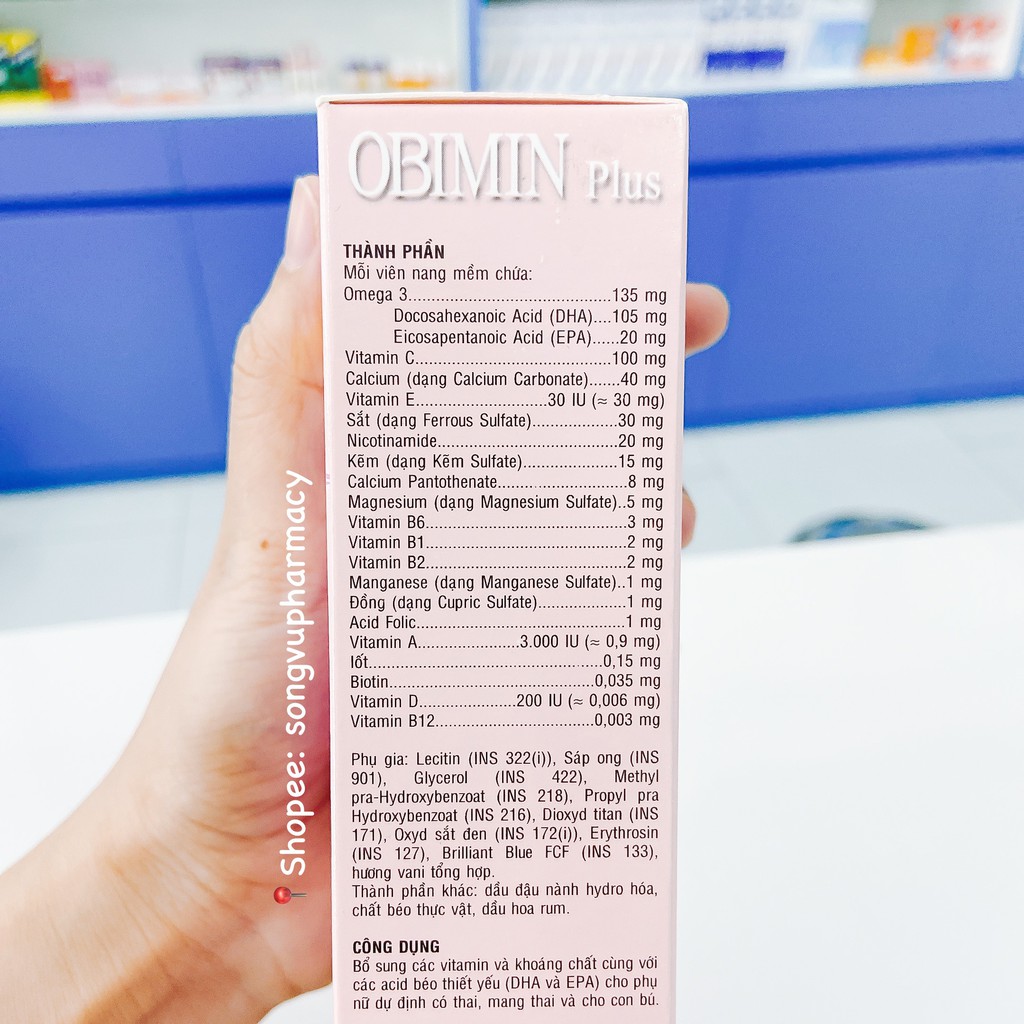 OBIMIN Plus
THÀNH PHẦN
Mỗi viên nang mềm chứa:
Omega 3.............................................135 mg
Docosahexanoic Acid (DHA)....105 mg
Eicosapentanoic Acid (EPA)......20 mg
Vitamin C...........................................100 mg
Calcium (dạng Calcium Carbonate).......40 mg
Vitamin E............................30 IU (≈ 30 mg)
Sắt (dạng Ferrous Sulfate)..................30 mg
Nicotinamide.......................................20 mg
Kẽm (dạng Kẽm Sulfate).....................15 mg
Calcium Pantothenate............................8 mg
Magnesium (dạng Magnesium Sulfate)..5 mg
Vitamin B6...........................................3 mg
Vitamin B1...........................................2 mg
Vitamin B2...........................................2 mg
Manganese (dạng Manganese Sulfate)..1 mg
Đồng (dạng Cupric Sulfate)....................1 mg
Acid Folic.............................................1 mg
Vitamin A......................3.000 IU (≈ 0,9 mg)
Iốt...................................................0,15 mg
Biotin.............................................0,035 mg
Vitamin D.....................200 IU (≈ 0,006 mg)
Vitamin B12...................................0,003 mg
Phụ gia: Lecitin (INS 322(i)), Sáp ong (INS
901), Glycerol (INS 422), Methyl
pra-Hydroxybenzoat (INS 218), Propyl pra
Hydroxybenzoat (INS 216), Dioxyd titan (INS
171), Oxyd sắt đen (INS 172(i)), Erythrosin
(INS 127), Brilliant Blue FCF (INS 133),
hương vani tổng hợp.
Thành phần khác: dầu đậu nành hydro hóa,
chất béo thực vật, dầu hoa rum.
CÔNG DỤNG
Bổ sung các vitamin và khoáng chất cùng với
các acid béo thiết yếu (DHA và EPA) cho phụ
nữ dự định có thai, mang thai và cho con bú.
Shopee: songvupharmacy